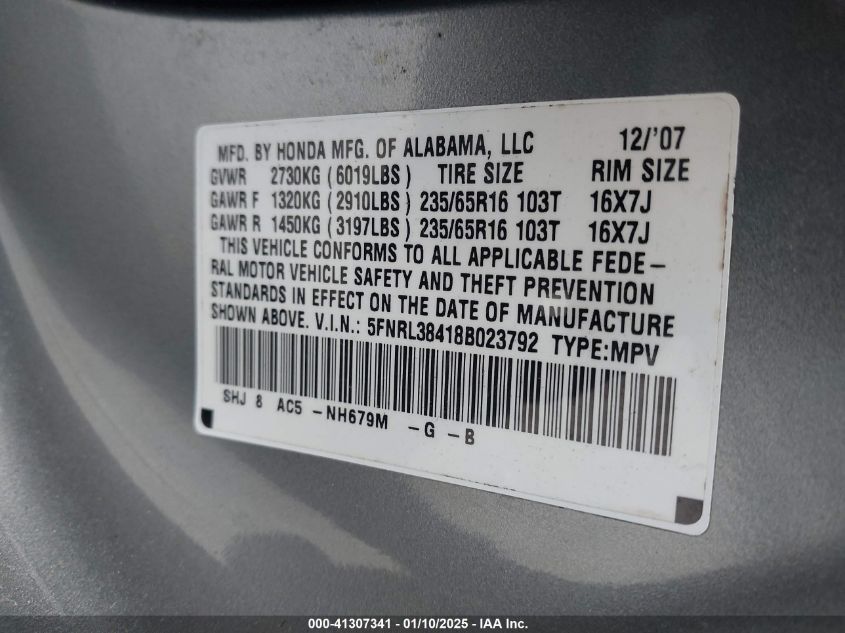 MFD. BY HONDA MFG. OF ALABAMA, LLC 12/'07
GVWR 2730KG (6019LBS) TIRE SIZE RIM SIZE
GAWR F 1320KG (2910LBS) 235/65R16 103T 16X7J
GAWR R 1450KG (3197LBS) 235/65R16 103T 16X7J
THIS VEHICLE CONFORMS TO ALL APPLICABLE FEDE-
RAL MOTOR VEHICLE SAFETY AND THEFT PREVENTION
STANDARDS IN EFFECT ON THE DATE OF MANUFACTURE
SHOWN ABOVE. V.I.N.: 5FNRL38418B023792 TYPE:MPV
SHJ 8 AC5 -NH679M -G -B
000-41307341 - 01/10/2025 - IAA Inc.